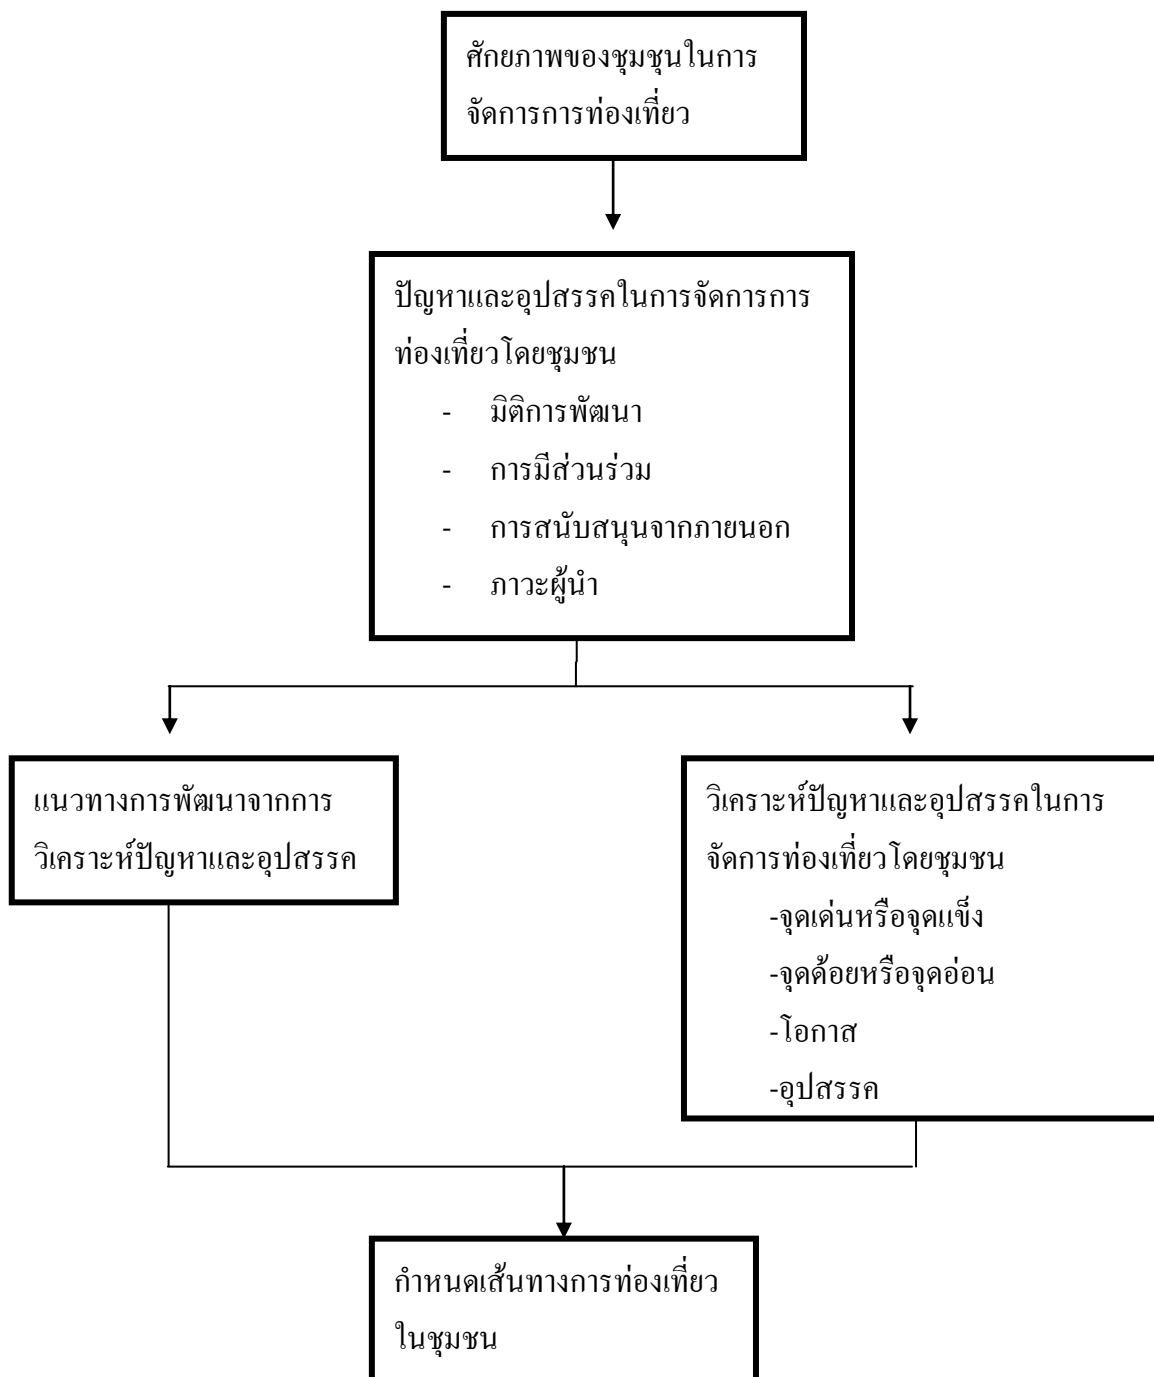 ศักยภาพของชุมชุนในการ
จัดการการท่องเที่ยว
ปัญหาและอุปสรรคในการจัดการการ
ท่องเที่ยวโดยชุมชน
- มิติการพัฒนา
- การมีส่วนร่วม
- การสนับสนุนจากภายนอก
- ภาวะผู้นำ
แนวทางการพัฒนาจากการ
วิเคราะห์ปัญหาและอุปสรรค
วิเคราะห์ปัญหาและอุปสรรคในการ
จัดการท่องเที่ยวโดยชุมชน
-จุดเด่นหรือจุดแข็ง
-จุดด้อยหรือจุดอ่อน
-โอกาส
-อุปสรรค
กำหนดเส้นทางการท่องเที่ยว
ในชุมชน